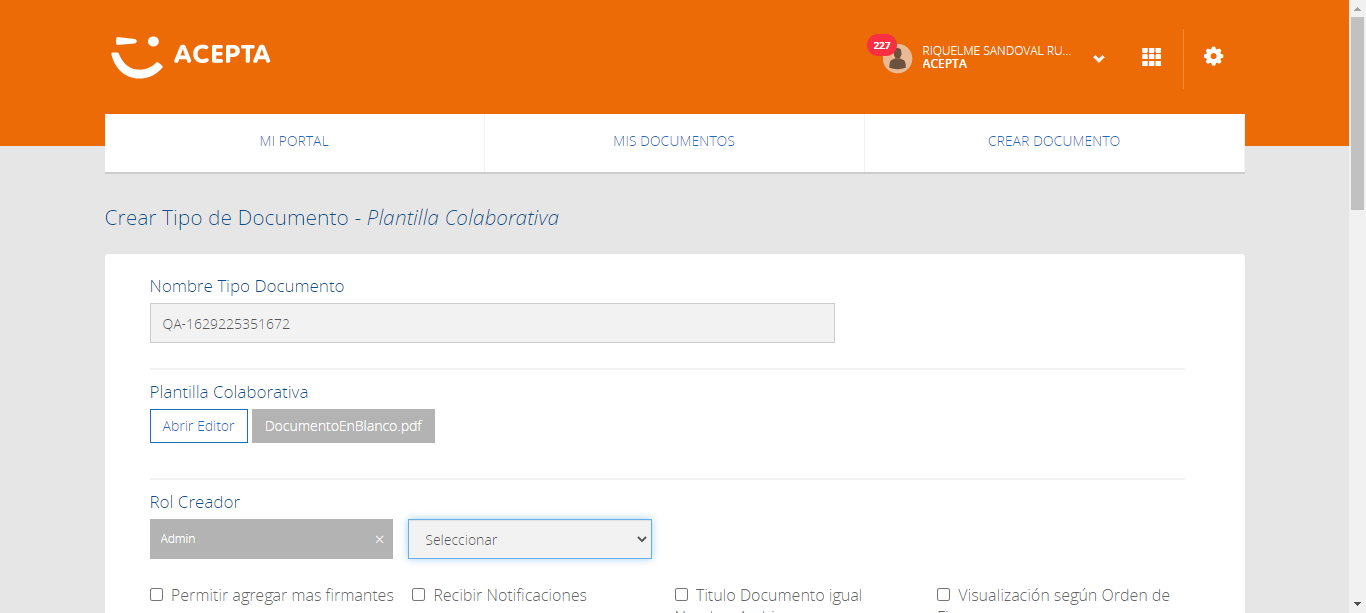 ACEPTA
227
RIQUELME SANDOVAL RU...
ACEPTA
MI PORTAL
MIS DOCUMENTOS
CREAR DOCUMENTO
Crear Tipo de Documento - Plantilla Colaborativa
Nombre Tipo Documento
QA-1629225351672
Plantilla Colaborativa
Abrir Editor
DocumentoEnBlanco.pdf
Rol Creador
Admin ×
Seleccionar
Permitir agregar mas firmantes
Recibir Notificaciones
Titulo Documento igual
Visualización según Orden de